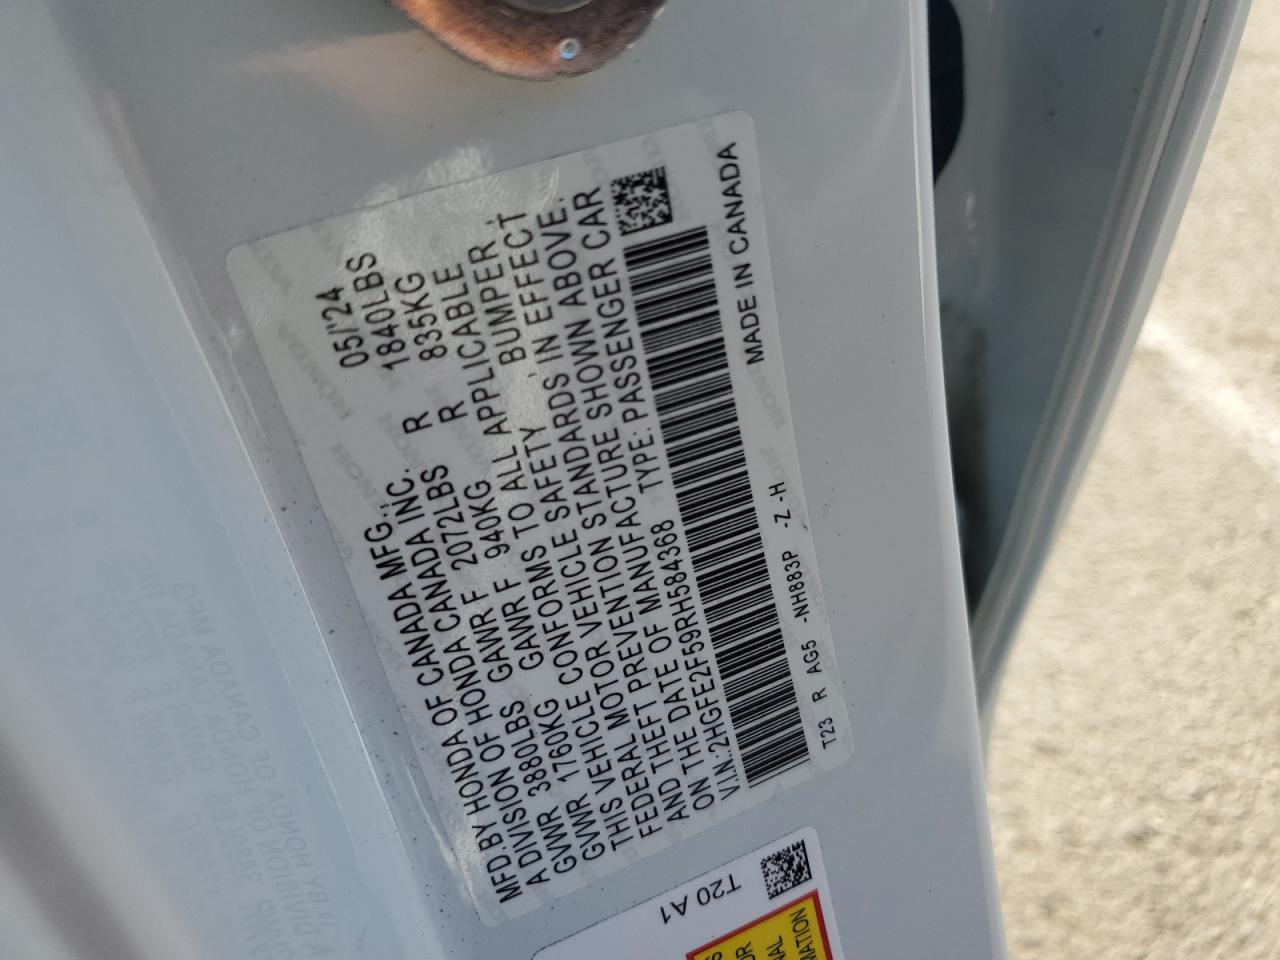 MFD BY HONDA OF CANADA MFG., INC. 05/'24
A DIVISION OF HONDA CANADA INC.
GVWR 3880LBS GAWR F 2072LBS R 1840LBS
GVWR 1760KG GAWR F 940KG R 835KG
THIS VEHICLE CONFORMS TO ALL APPLICABLE
FEDERAL MOTOR VEHICLE SAFETY, BUMPER,
AND THEFT PREVENTION STANDARDS IN EFFECT
ON THE DATE OF MANUFACTURE SHOWN ABOVE.
V.I.N.:2HGFE2F59RH584368 TYPE: PASSENGER CAR
T23 R AG5 -NH883P -Z -H MADE IN CANADA
T20 A1